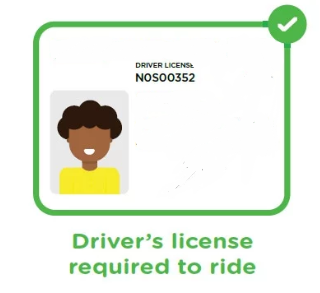 DRIVER LICENSE
N0S00352
Driver's license
required to ride